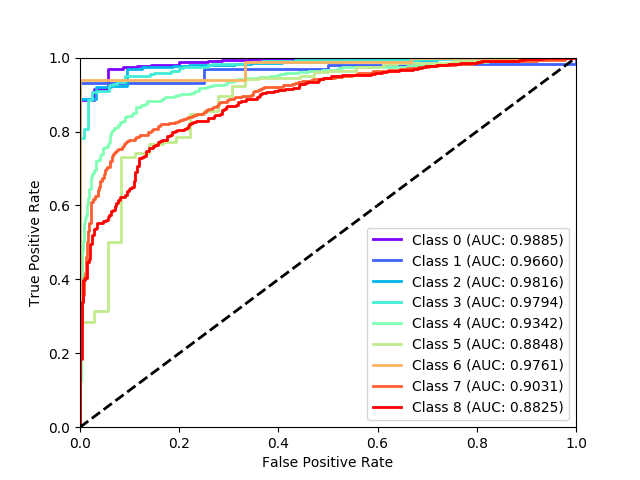 1.0
0.8
0.6
0.4
0.2
0.0
True Positive Rate
0.0 0.2 0.4 0.6 0.8 1.0
False Positive Rate
Class 0 (AUC: 0.9885)
Class 1 (AUC: 0.9660)
Class 2 (AUC: 0.9816)
Class 3 (AUC: 0.9794)
Class 4 (AUC: 0.9342)
Class 5 (AUC: 0.8848)
Class 6 (AUC: 0.9761)
Class 7 (AUC: 0.9031)
Class 8 (AUC: 0.8825)